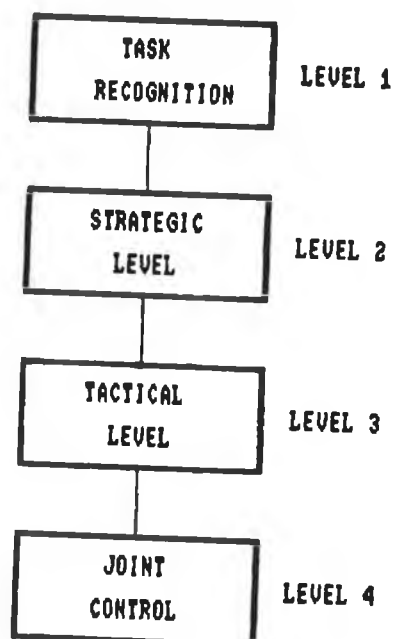 TASK
RECOGNITION
LEVEL 1
STRATEGIC
LEVEL
LEVEL 2
TACTICAL
LEVEL
LEVEL 3
JOINT
CONTROL
LEVEL 4